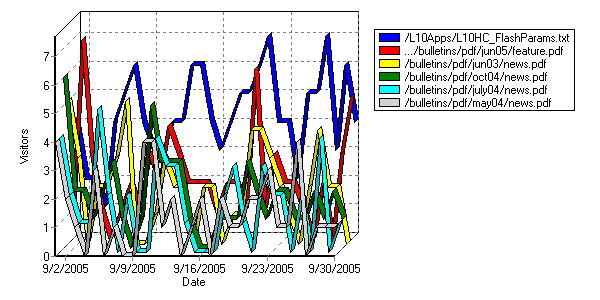 /L10Apps/L10HC_FlashParams.txt
.../bulletins/pdf/jun05/feature.pdf
/bulletins/pdf/jun03/news.pdf
/bulletins/pdf/oct04/news.pdf
/bulletins/pdf/july04/news.pdf
/bulletins/pdf/may04/news.pdf
Visitors
7
6
5
4
3
2
1
0
9/2/2005 9/9/2005 9/16/2005 9/23/2005 9/30/2005
Date